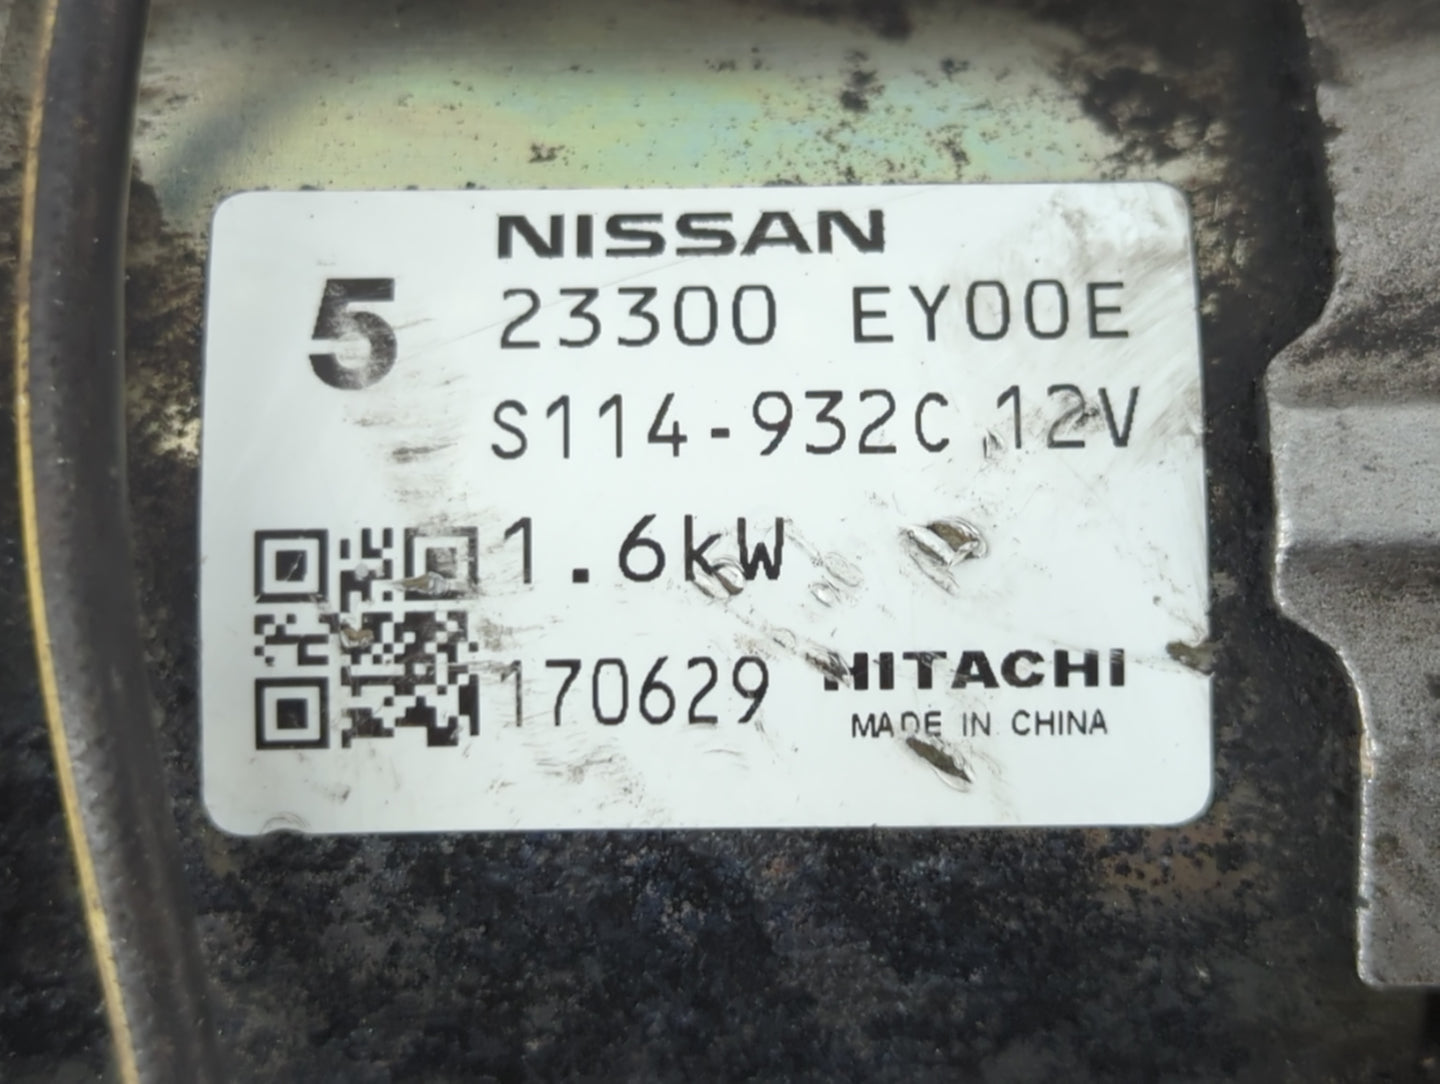 NISSAN
5
23300 EY00E
S114-932C 12V
1.6kW
170629
HITACHI
MADE IN CHINA